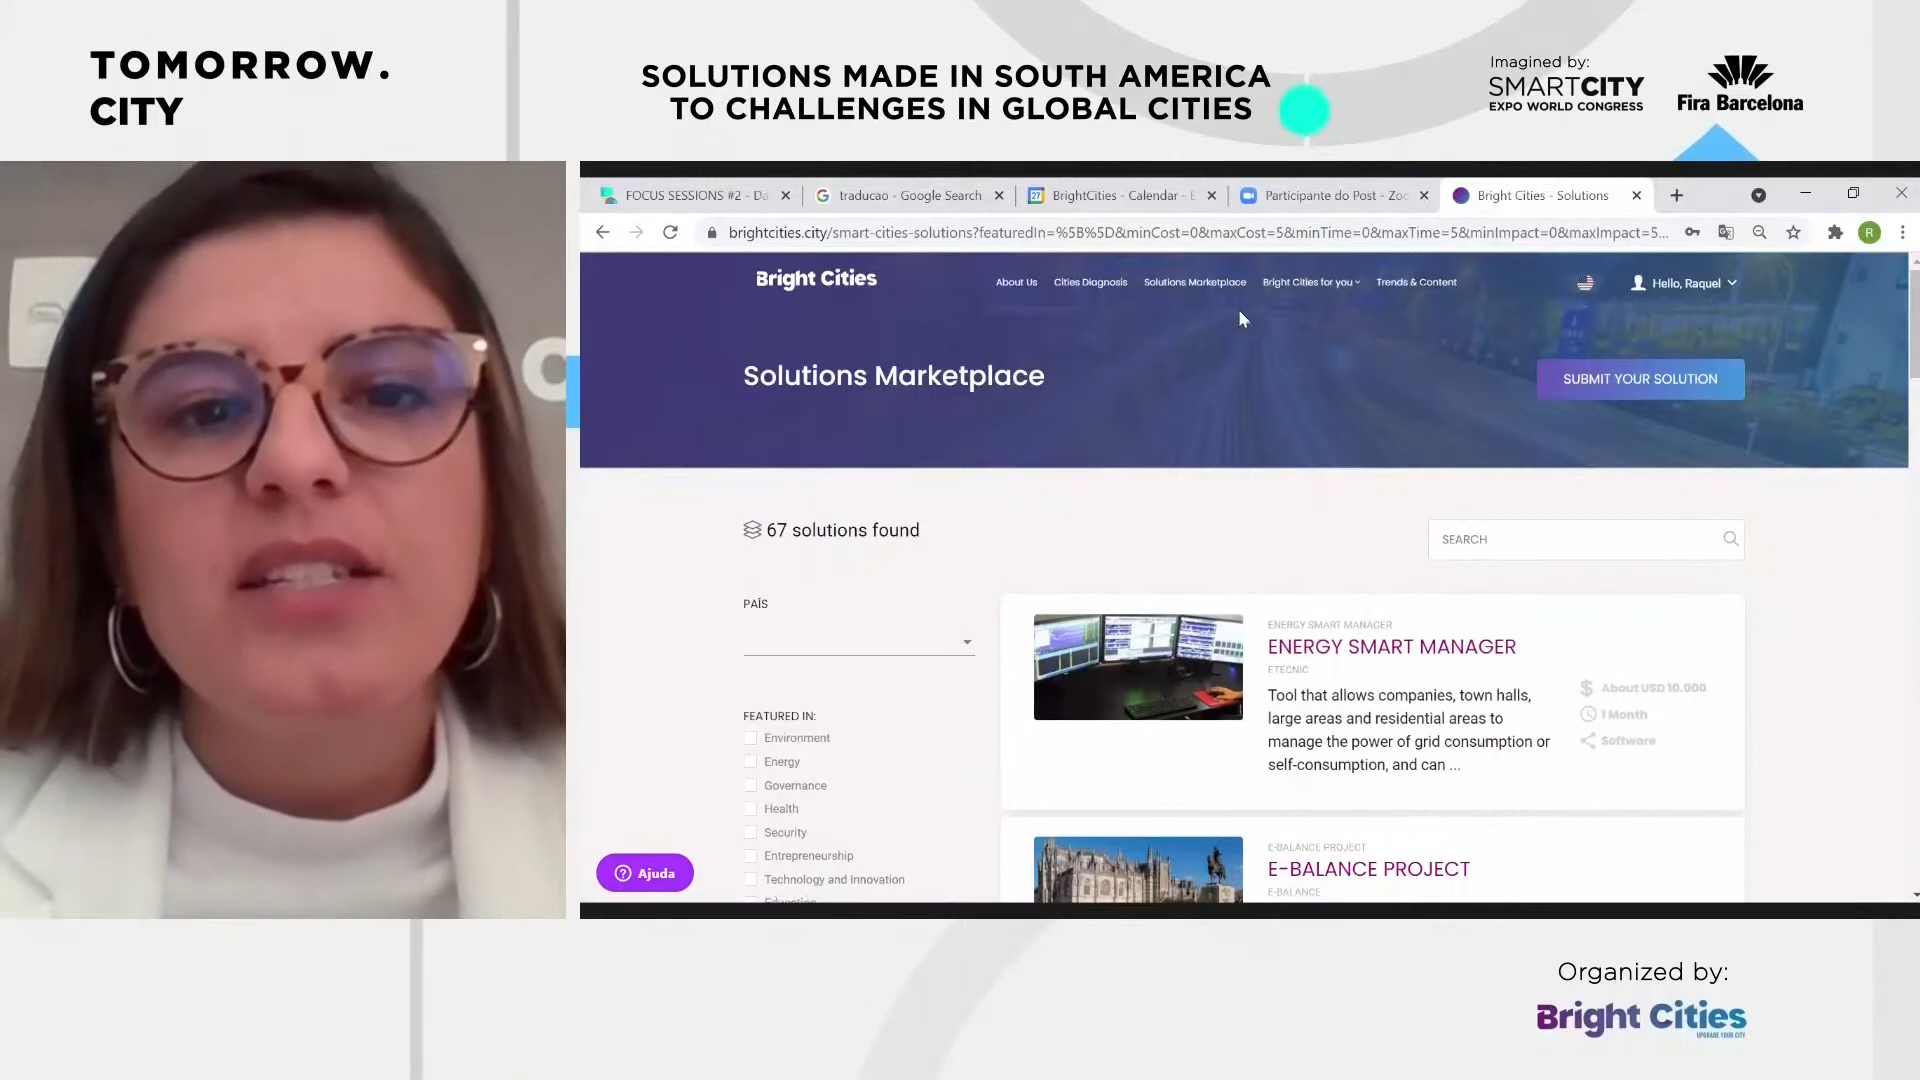 TOMORROW.
CITY
SOLUTIONS MADE IN SOUTH AMERICA
TO CHALLENGES IN GLOBAL CITIES
Imagined by:
SMARTCITY
EXPO WORLD CONGRESS
Fira Barcelona
FOCUS SESSIONS #2 - Da
traducao - Google Search
27
BrightCities - Calendar - E
Participante do Post - Zoo
Bright Cities - Solutions
brightcities.city/smart-cities-solutions?featuredIn=%5B%5D&minCost=0&maxCost=5&minTime=0&maxTime=5&minImpact=0&maxImpact=5...
R
Bright Cities
About Us
Cities Diagnosis
Solutions Marketplace
Bright Cities for you
Trends & Content
Hello, Raquel
Solutions Marketplace
SUBMIT YOUR SOLUTION
67 solutions found
SEARCH
PAÍS
FEATURED IN:
Environment
Energy
Governance
Health
Security
Entrepreneurship
Technology and Innovation
Education
Ajuda
ENERGY SMART MANAGER
ENERGY SMART MANAGER
ETECNIC
Tool that allows companies, town halls,
large areas and residential areas to
manage the power of grid consumption or
self-consumption, and can ...
About USD 10.000
1 Month
Software
E-BALANCE PROJECT
E-BALANCE PROJECT
E-BALANCE
Organized by:
Bright Cities
UPGRADE YOUR CITY